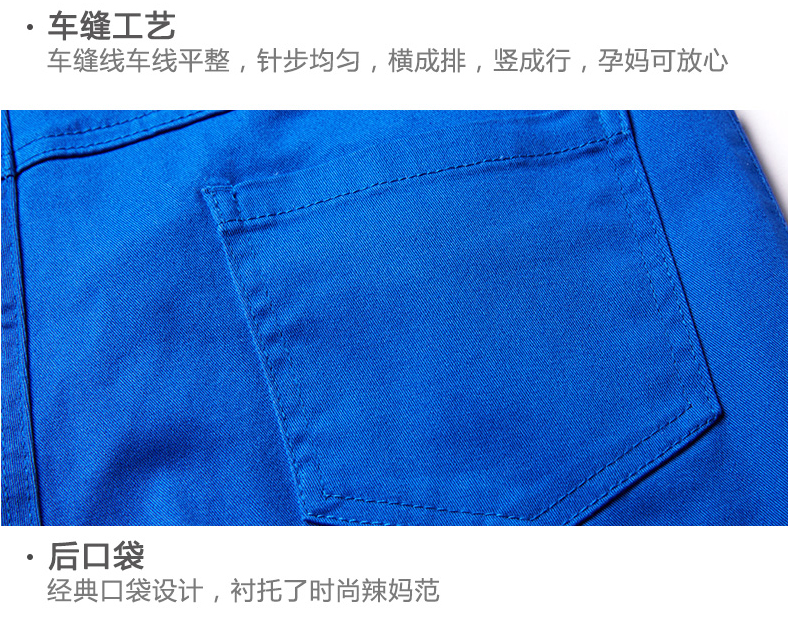 · 车缝工艺
车缝线车线平整，针步均匀，横成排，竖成行，孕妈可放心
· 后口袋
经典口袋设计，衬托了时尚辣妈范